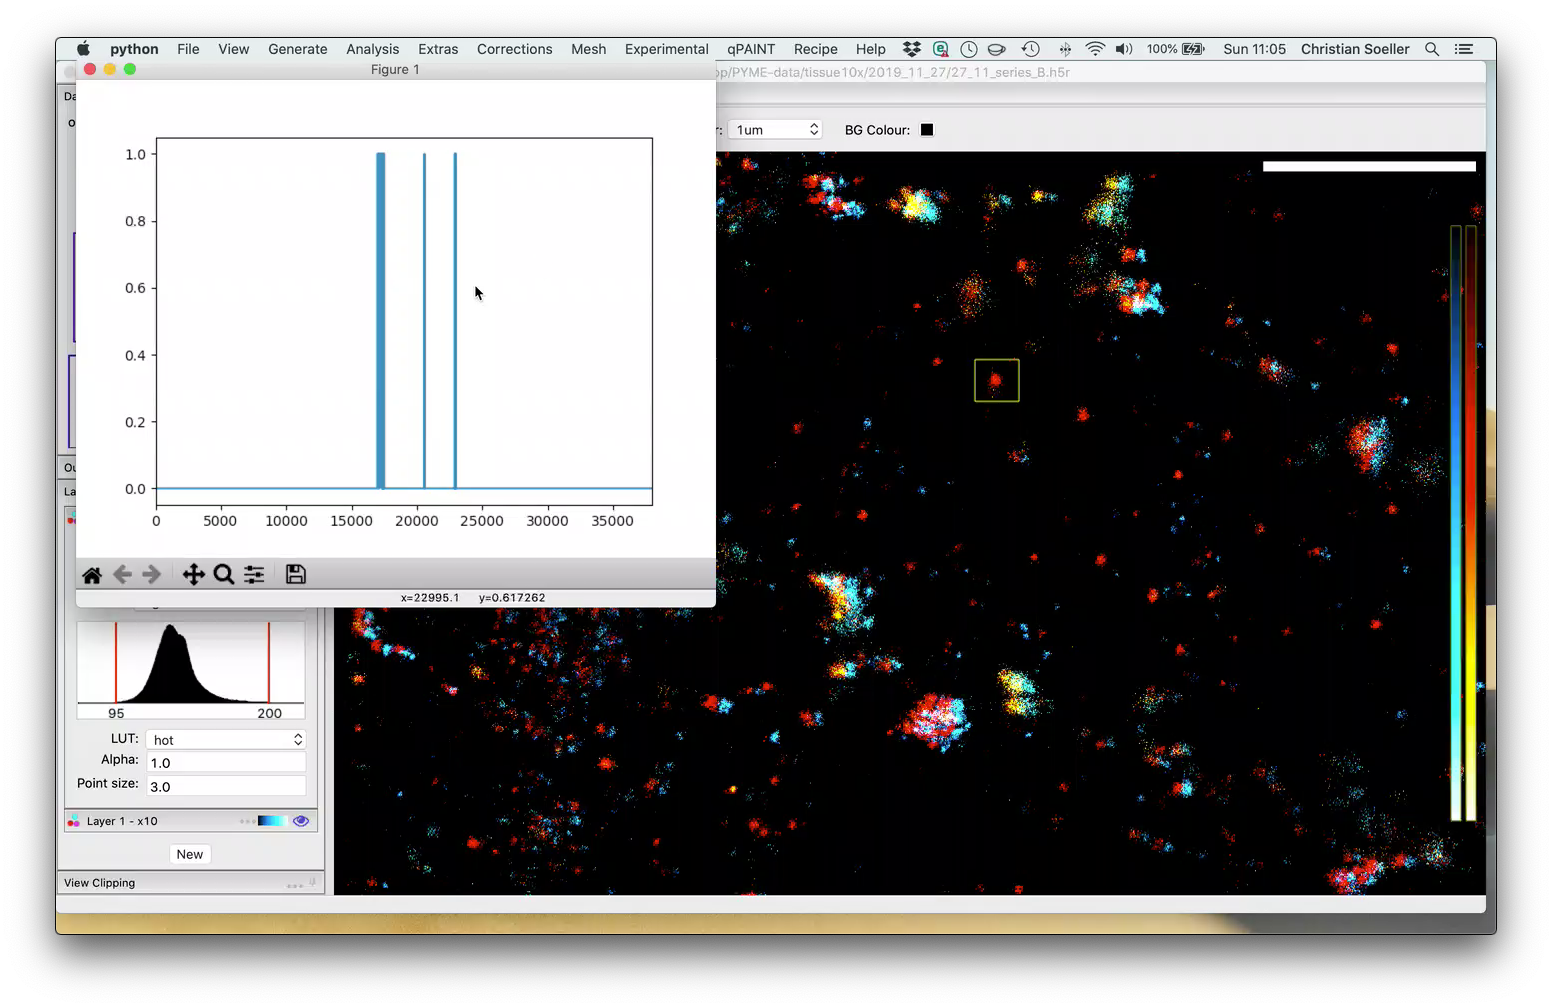 python File View Generate Analysis Extras Corrections Mesh Experimental qPAINT Recipe Help 100% Sun 11:05 Christian Soeller
Figure 1
op/PYME-data/tissue10x/2019_11_27/27_11_series_B.h5r
Da
r: 1um BG Colour:
1.0
0.8
0.6
0.4
0.2
0.0
0 5000 10000 15000 20000 25000 30000 35000
Ou
La
x=22995.1 y=0.617262
95 200
LUT: hot
Alpha: 1.0
Point size: 3.0
Layer 1 - x10
New
View Clipping